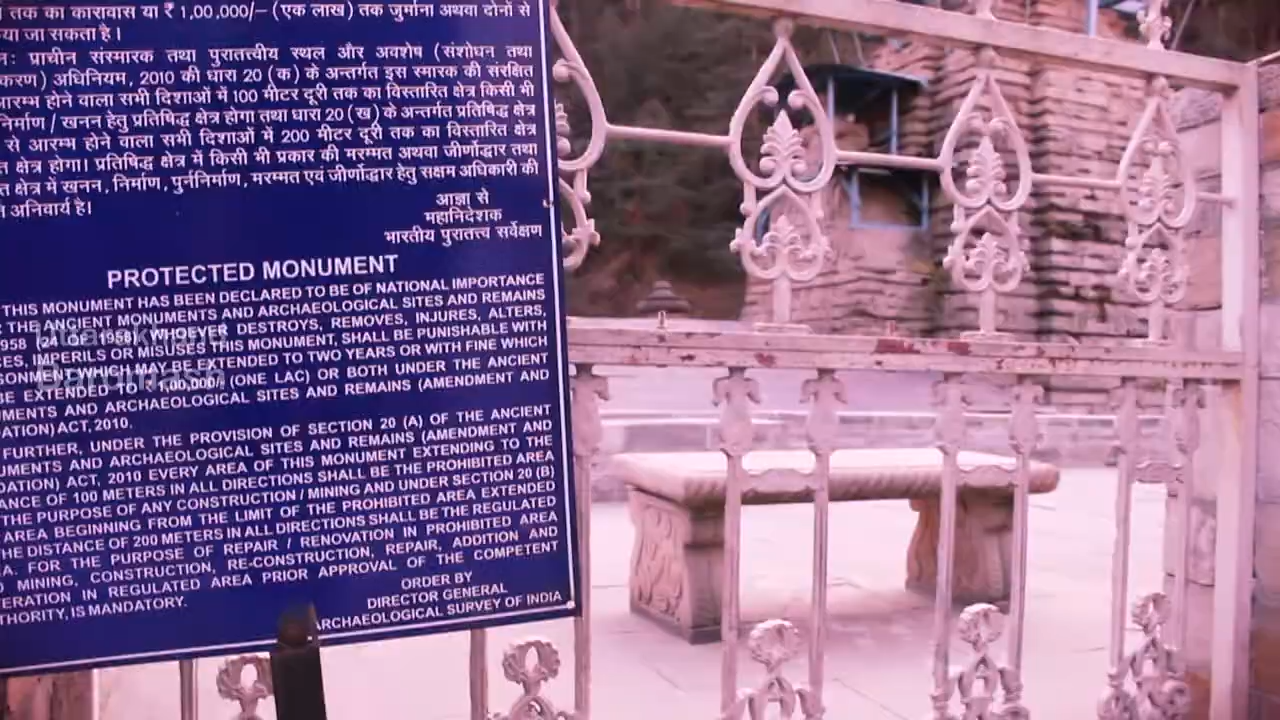 तक का कारावास या ₹ 1,00,000/– (एक लाख) तक जुर्माना अथवा दोनों से
या जा सकता है।
प्राचीन संस्मारक तथा पुरातत्वीय स्थल और अवशेष (संशोधन तथा
करण) अधिनियम, 2010 की धारा 20 (क) के अन्तर्गत इस स्मारक की संरक्षित
आरम्भ होने वाला सभी दिशाओं में 100 मीटर दूरी तक का विस्तारित क्षेत्र किसी भी
निर्माण / खनन हेतु प्रतिषिद्ध क्षेत्र होगा तथा धारा 20 (ख) के अन्तर्गत प्रतिषिद्ध क्षेत्र
से आरम्भ होने वाला सभी दिशाओं में 200 मीटर दूरी तक का विस्तारित क्षेत्र
त क्षेत्र होगा। प्रतिषिद्ध क्षेत्र में किसी भी प्रकार की मरम्मत अथवा जीर्णोद्धार तथा
त क्षेत्र में खनन, निर्माण, पुर्ननिर्माण, मरम्मत एवं जीर्णोद्धार हेतु सक्षम अधिकारी की
अनिवार्य है।
आज्ञा से
महानिदेशक
भारतीय पुरातत्त्व सर्वेक्षण
PROTECTED MONUMENT
THIS MONUMENT HAS BEEN DECLARED TO BE OF NATIONAL IMPORTANCE
THE ANCIENT MONUMENTS AND ARCHAEOLOGICAL SITES AND REMAINS
958 (24 OF 1958) WHOEVER DESTROYS, REMOVES, INJURES, ALTERS,
CES, IMPERILS OR MISUSES THIS MONUMENT, SHALL BE PUNISHABLE WITH
SONMENT WHICH MAY BE EXTENDED TO TWO YEARS OR WITH FINE WHICH
BE EXTENDED TO ₹ 1,00,000/ (ONE LAC) OR BOTH UNDER THE ANCIENT
UMENTS AND ARCHAEOLOGICAL SITES AND REMAINS (AMENDMENT AND
DATION) ACT, 2010.
FURTHER, UNDER THE PROVISION OF SECTION 20 (A) OF THE ANCIENT
UMENTS AND ARCHAEOLOGICAL SITES AND REMAINS (AMENDMENT AND
DATION) ACT, 2010 EVERY AREA OF THIS MONUMENT EXTENDING TO THE
ANCE OF 100 METERS IN ALL DIRECTIONS SHALL BE THE PROHIBITED AREA
THE PURPOSE OF ANY CONSTRUCTION / MINING AND UNDER SECTION 20 (B)
AREA BEGINNING FROM THE LIMIT OF THE PROHIBITED AREA EXTENDED
HE DISTANCE OF 200 METERS IN ALL DIRECTIONS SHALL BE THE REGULATED
A. FOR THE PURPOSE OF REPAIR / RENOVATION IN PROHIBITED AREA
MINING, CONSTRUCTION, RE-CONSTRUCTION, REPAIR, ADDITION AND
TERATION IN REGULATED AREA PRIOR APPROVAL OF THE COMPETENT
THORITY, IS MANDATORY.
ORDER BY
DIRECTOR GENERAL
ARCHAEOLOGICAL SURVEY OF INDIA